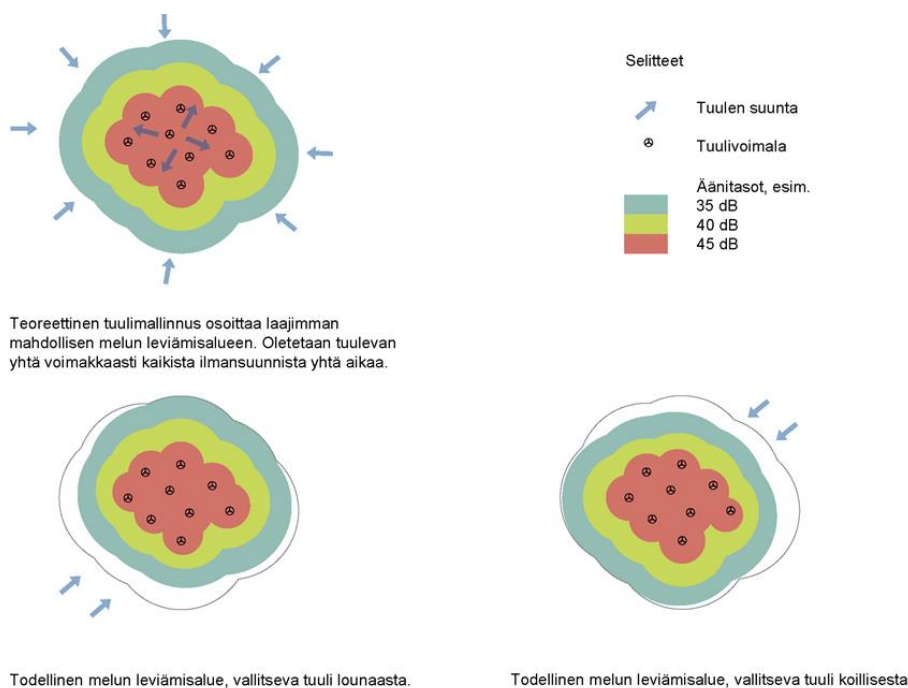 Selitteet
Tuulen suunta
Tuulivoimala
Äänitasot, esim.
35 dB
40 dB
45 dB
Teoreettinen tuulimallinnus osoittaa laajimman
mahdollisen melun leviämisalueen. Oletetaan tuulevan
yhtä voimakkaasti kaikista ilmansuunnista yhtä aikaa.
Todellinen melun leviämisalue, vallitseva tuuli lounaasta.
Todellinen melun leviämisalue, vallitseva tuuli koillisesta